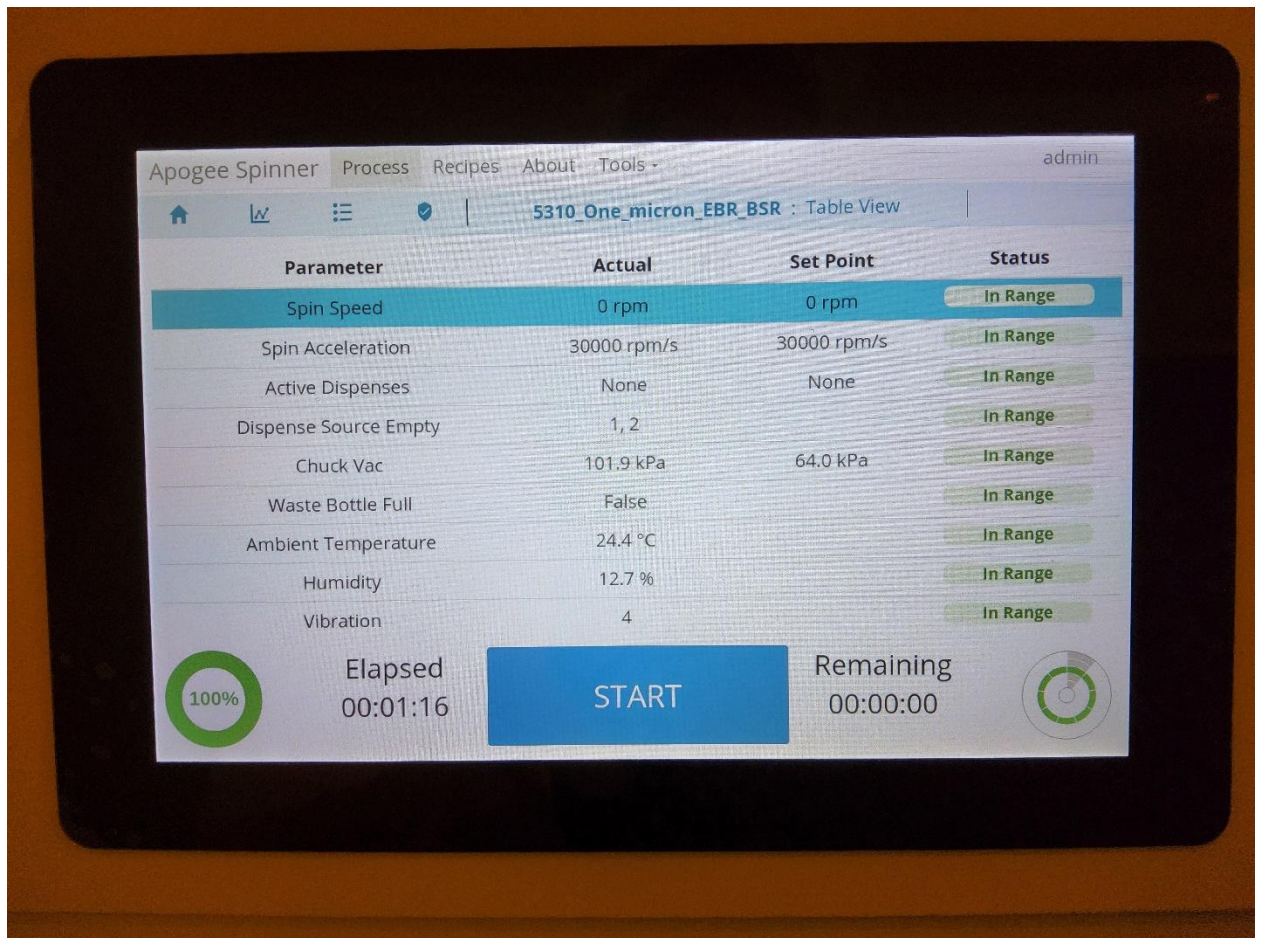 Apogee Spinner Process Recipes About Tools admin
5310_One_micron_EBR_BSR : Table View
Parameter Actual Set Point Status
Spin Speed 0 rpm 0 rpm In Range
Spin Acceleration 30000 rpm/s 30000 rpm/s In Range
Active Dispenses None None In Range
Dispense Source Empty 1, 2 In Range
Chuck Vac 101.9 kPa 64.0 kPa In Range
Waste Bottle Full False In Range
Ambient Temperature 24.4 °C In Range
Humidity 12.7 % In Range
Vibration 4 In Range
100% Elapsed 00:01:16 START Remaining 00:00:00